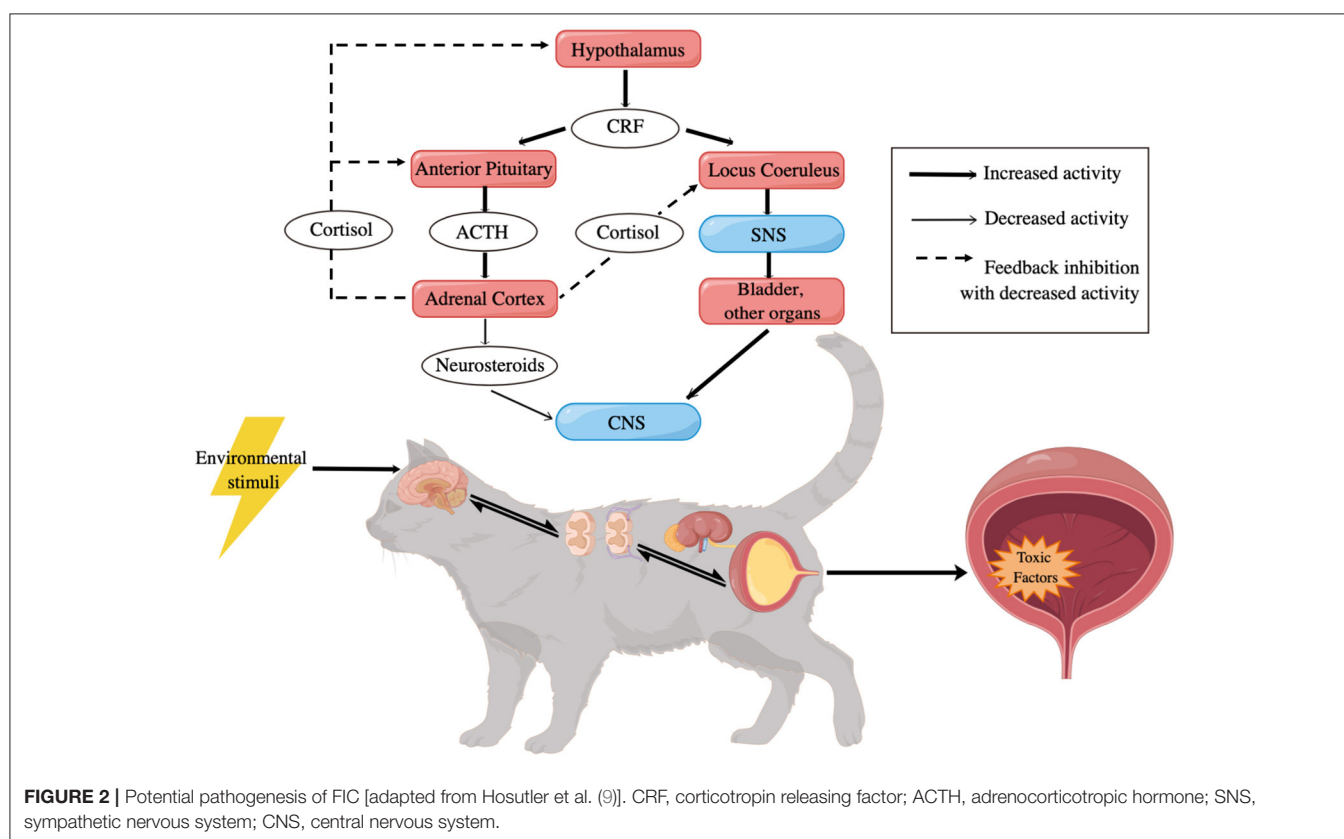 Hypothalamus
CRF
Anterior Pituitary
Locus Coeruleus
Cortisol
ACTH
Cortisol
SNS
Adrenal Cortex
Bladder,
other organs
Neurosteroids
CNS
Increased activity
Decreased activity
Feedback inhibition
with decreased activity
Environmental
stimuli
Toxic
Factors
FIGURE 2 | Potential pathogenesis of FIC [adapted from Hosutler et al. (9)]. CRF, corticotropin releasing factor; ACTH, adrenocorticotropic hormone; SNS,
sympathetic nervous system; CNS, central nervous system.